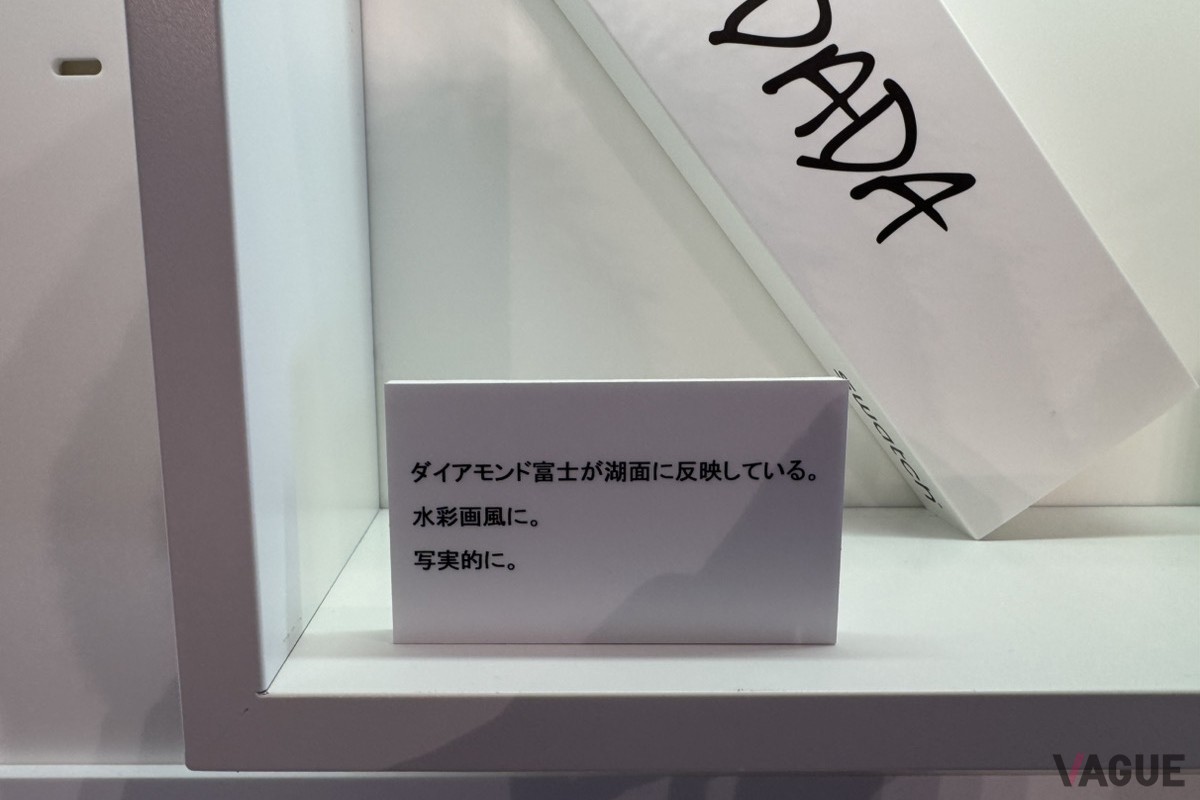 DADA
swatch
ダイアモンド富士が湖面に反映している。
水彩画風に。
写実的に。
VAGUE